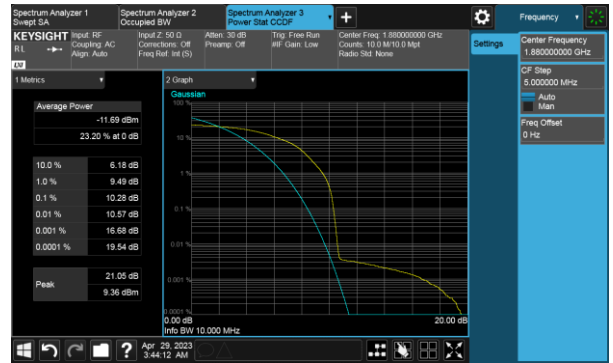 Spectrum Analyzer 1
Swept SA
Spectrum Analyzer 2
Occupied BW
Spectrum Analyzer 3
Power Stat CCDF
Frequency
KEYSIGHT
RL
LW
Input: RF
Coupling: AC
Align: Auto
Input Z: 50 Ω
Corrections: Off
Freq Ref: Int (S)
Atten: 30 dB
Preamp: Off
Trig: Free Run
#IF Gain: Low
Center Freq: 1.880000000 GHz
Counts: 10.0 M/10.0 Mpt
Radio Std: None
Settings
Center Frequency
1.880000000 GHz
CF Step
5.000000 MHz
Auto
Man
Freq Offset
0 Hz
1 Metrics
Average Power
-11.69 dBm
23.20 % at 0 dB
10.0 % 6.18 dB
1.0 % 9.49 dB
0.1 % 10.28 dB
0.01 % 10.57 dB
0.001 % 16.68 dB
0.0001 % 19.54 dB
Peak
21.05 dB
9.36 dBm
2 Graph
Gaussian
100 %
10 %
1 %
0.1 %
0.01 %
0.001 %
0.0001 %
0.00 dB 20.00 dB
Info BW 10.000 MHz
Apr 29, 2023
3:44:12 AM